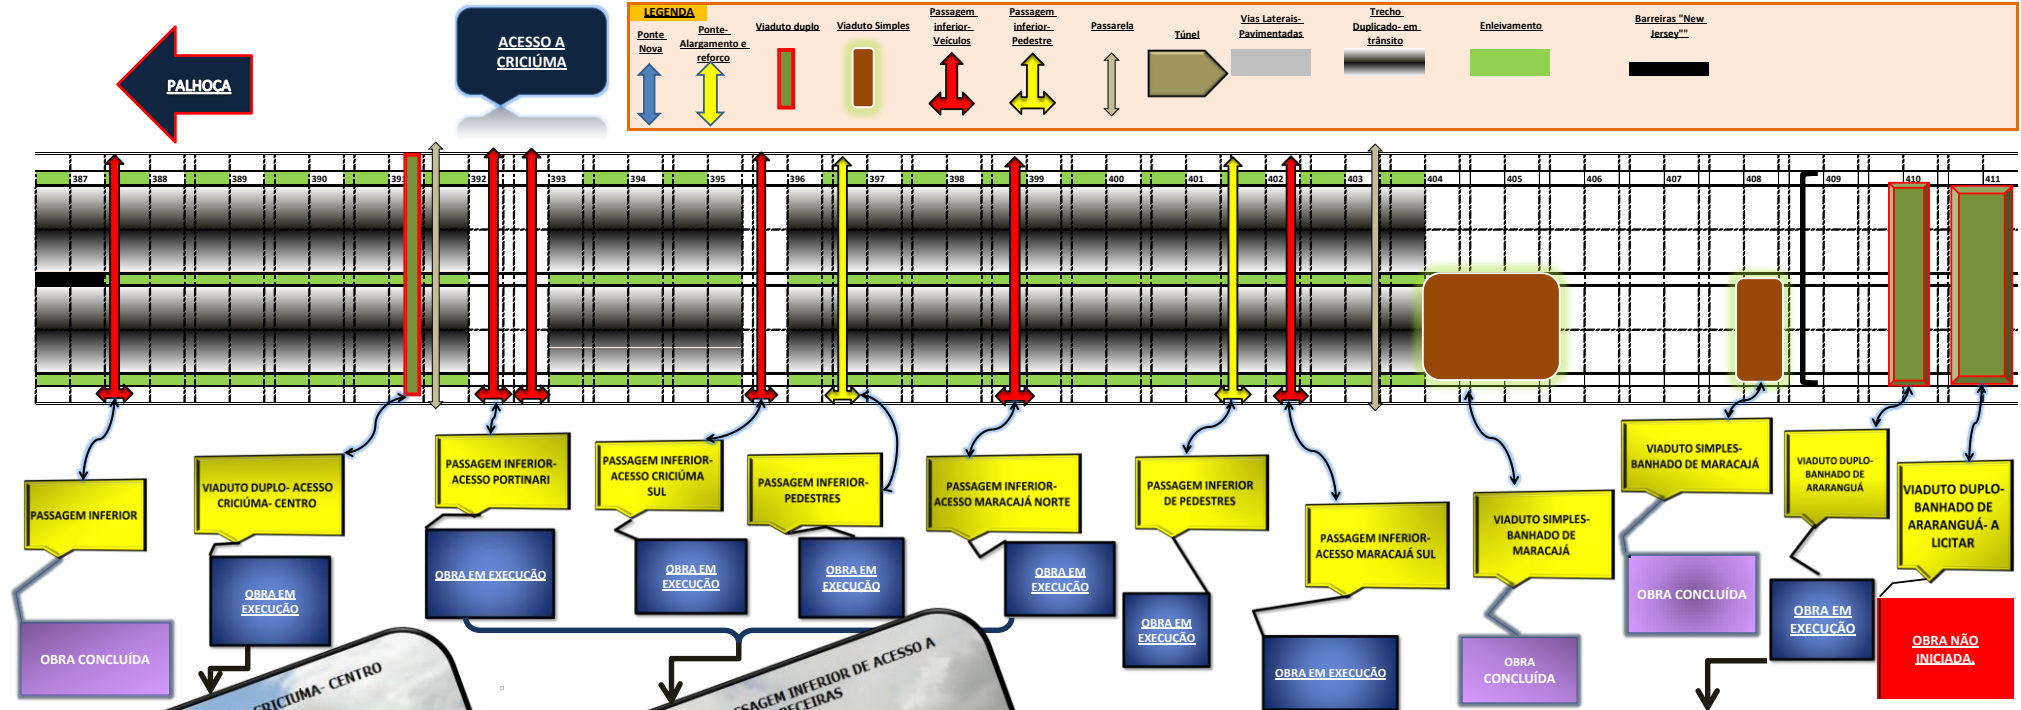 PALHOÇA
ACESSO A
CRICIÚMA
LEGENDA
Ponte
Nova
Ponte-
Alargamento e
reforço
Viaduto duplo
Viaduto Simples
Passagem
inferior-
Veículos
Passagem
inferior-
Pedestre
Passarela
Túnel
Vias Laterais-
Pavimentadas
Trecho
Duplicado- em
trânsito
Enleivamento
Barreiras "New
Jersey""
387 388 389 390 391 392 393 394 395 396 397 398 399 400 401 402 403 404 405 406 407 408 409 410 411
PASSAGEM INFERIOR
VIADUTO DUPLO- ACESSO
CRICIÚMA- CENTRO
PASSAGEM INFERIOR-
ACESSO PORTINARI
PASSAGEM INFERIOR-
ACESSO CRICIÚMA
SUL
PASSAGEM INFERIOR-
PEDESTRES
PASSAGEM INFERIOR-
ACESSO MARACAJÁ NORTE
PASSAGEM INFERIOR
DE PEDESTRES
PASSAGEM INFERIOR-
ACESSO MARACAJÁ SUL
VIADUTO SIMPLES-
BANHADO DE
MARACAJÁ
VIADUTO SIMPLES-
BANHADO DE MARACAJÁ
VIADUTO DUPLO-
BANHADO DE
ARARANGUÁ
VIADUTO DUPLO-
BANHADO DE
ARARANGUÁ- A
LICITAR
OBRA CONCLUÍDA
OBRA EM
EXECUÇÃO
OBRA EM EXECUÇÃO
OBRA EM
EXECUÇÃO
OBRA EM
EXECUÇÃO
OBRA EM
EXECUÇÃO
OBRA EM
EXECUÇÃO
OBRA EM EXECUÇÃO
OBRA
CONCLUÍDA
OBRA CONCLUÍDA
OBRA EM
EXECUÇÃO
OBRA NÃO
INICIADA.
CRICIUMA- CENTRO
SAGEM INFERIOR DE ACESSO A
ECEIRAS